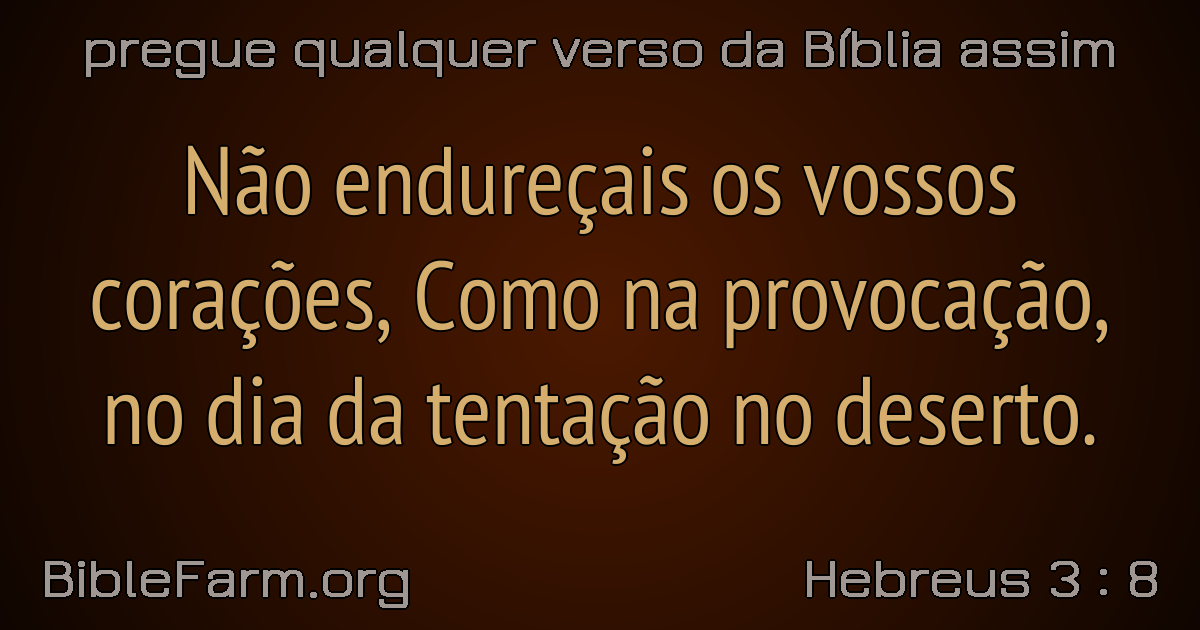 pregue qualquer verso da Bíblia assim
Não endureçais os vossos
corações, Como na provocação,
no dia da tentação no deserto.
BibleFarm.org
Hebreus 3 : 8